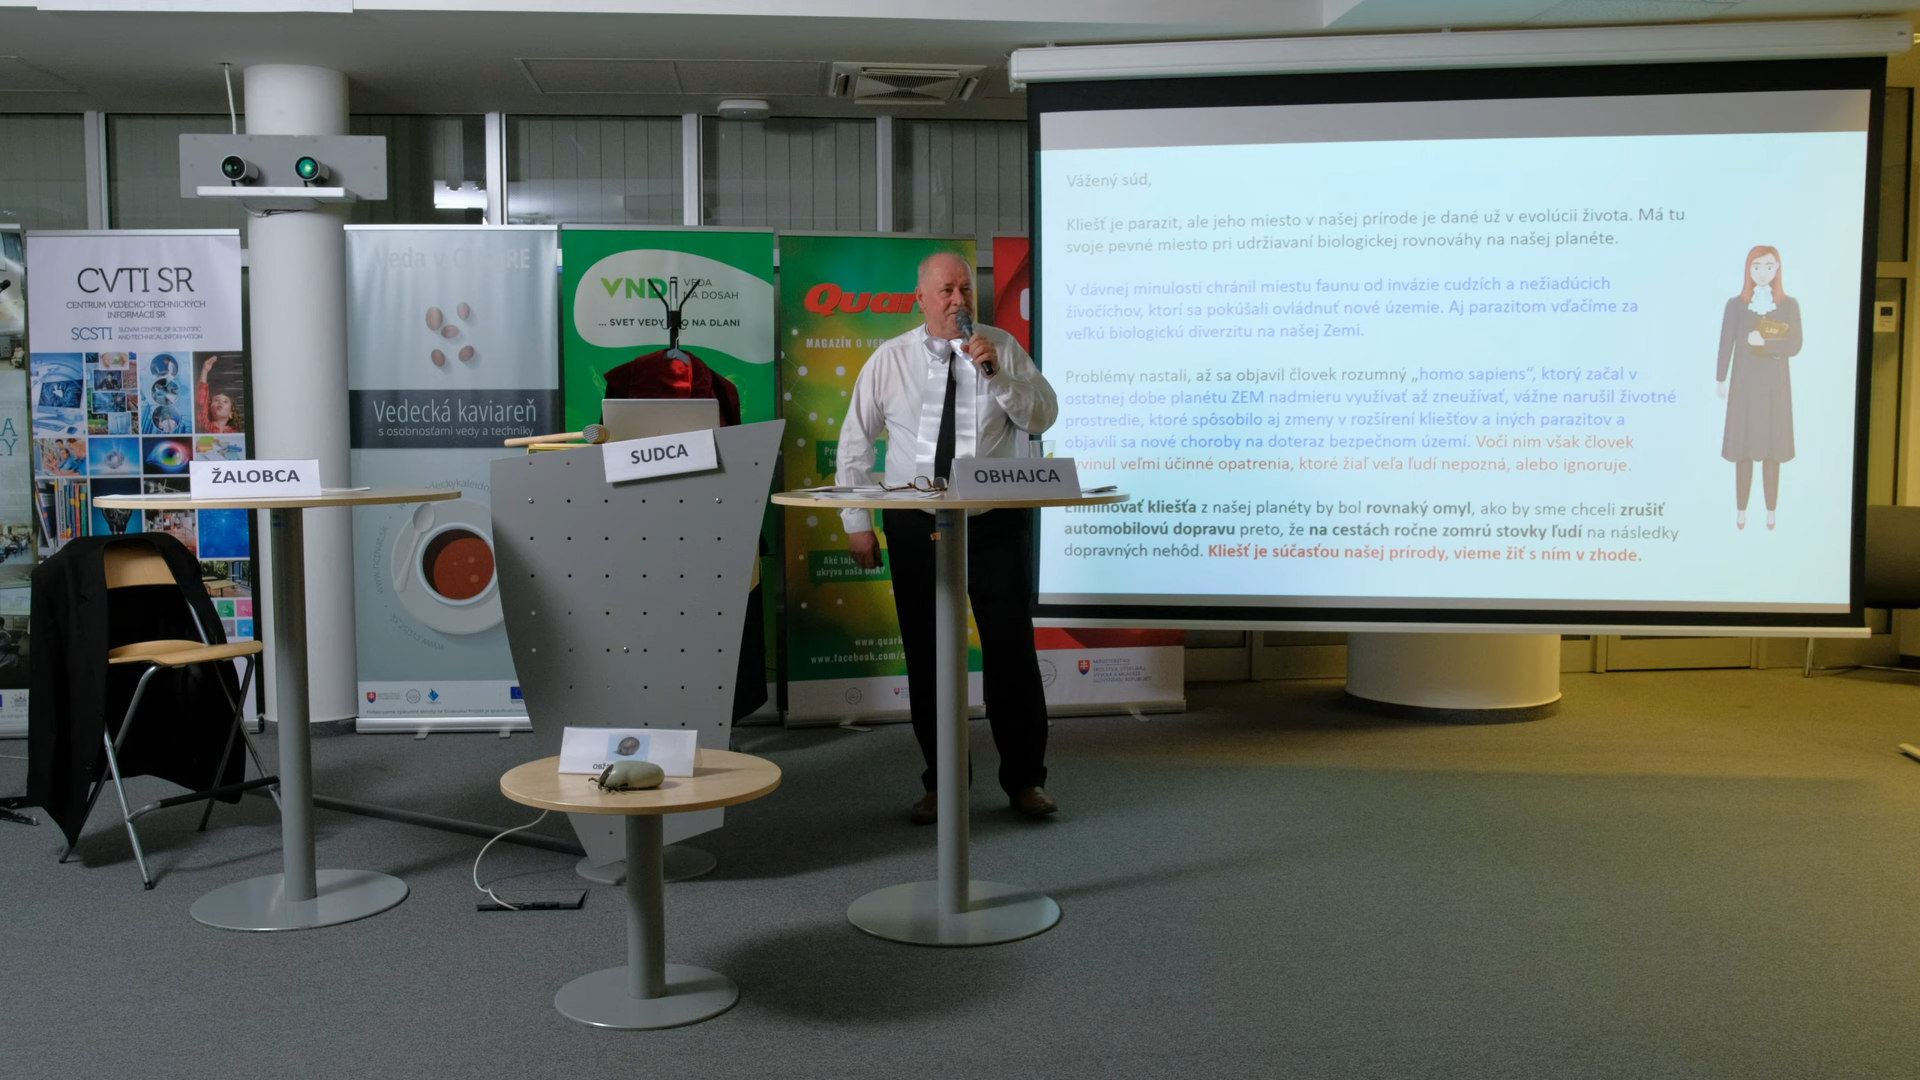 CVTI SR
CENTRUM VEDECKO-TECHNICKÝCH
INFORMÁCIÍ SR
SCSTI SLOVAK CENTRE OF SCIENTIFIC
AND TECHNICAL INFORMATION
Veda v CENTRE
Vedecká kaviareň
s osobnosťami vedy a techniky
VND VEDA
NA DOSAH
... SVET VEDY NA DLANI
Quark
MAGAZÍN O
www.quark
www.facebook.com/
ŽALOBCA
SUDCA
OBHAJCA
Vážený súd,
Kliešť je parazit, ale jeho miesto v našej prírode je dané už v evolúcii života. Má tu
svoje pevné miesto pri udržiavaní biologickej rovnováhy na našej planéte.
V dávnej minulosti chránil miestu faunu od invázie cudzích a nežiadúcich
živočíchov, ktorí sa pokúšali ovládnuť nové územie. Aj parazitom vďačíme za
veľkú biologickú diverzitu na našej Zemi.
Problémy nastali, až sa objavil človek rozumný „homo sapiens“, ktorý začal v
ostatnej dobe planétu ZEM nadmieru využívať až zneužívať, vážne narušil životné
prostredie, ktoré spôsobilo aj zmeny v rozšírení kliešťov a iných parazitov a
objavili sa nové choroby na doteraz bezpečnom území. Voči nim však človek
vyvinul veľmi účinné opatrenia, ktoré žiaľ veľa ľudí nepozná, alebo ignoruje.
Eliminovať kliešťa z našej planéty by bol rovnaký omyl, ako by sme chceli zrušiť
automobilovú dopravu preto, že na cestách ročne zomrú stovky ľudí na následky
dopravných nehôd. Kliešť je súčasťou našej prírody, vieme žiť s ním v zhode.